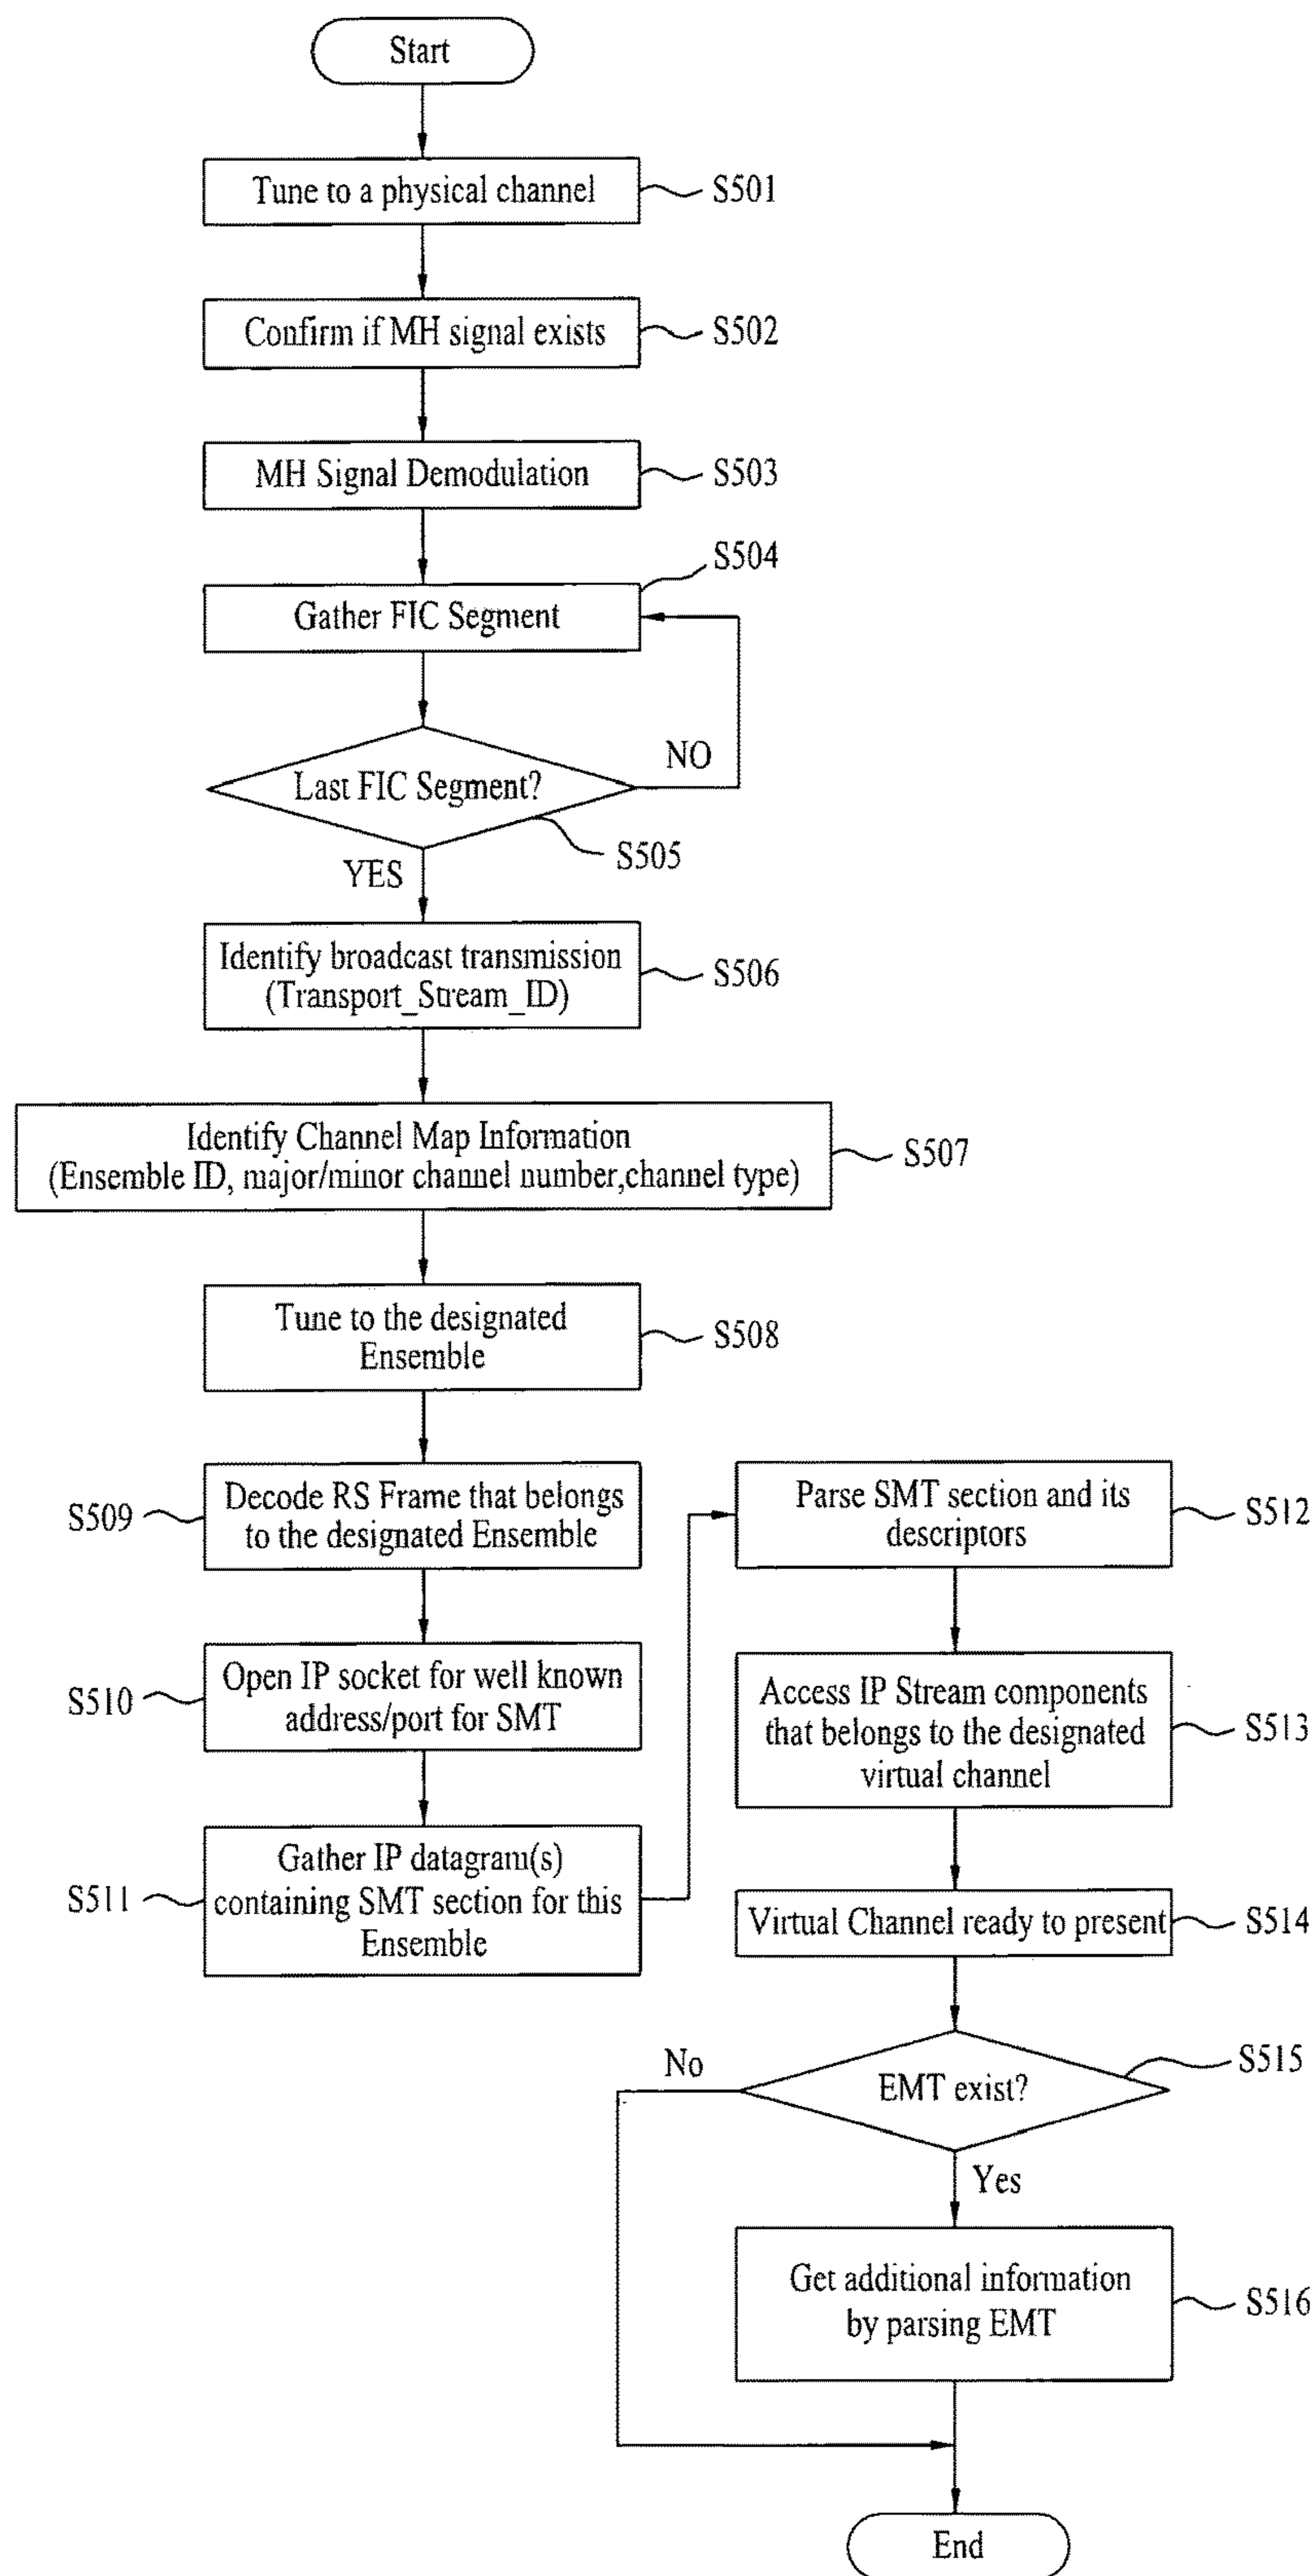 Start
Tune to a physical channel
S501
Confirm if MH signal exists
S502
MH Signal Demodulation
S503
S504
Gather FIC Segment
NO
Last FIC Segment?
S505
YES
Identify broadcast transmission
(Transport_Stream_ID)
S506
Identify Channel Map Information
(Ensemble ID, major/minor channel number,channel type)
S507
Tune to the designated
Ensemble
S508
S509
Decode RS Frame that belongs
to the designated Ensemble
S510
Open IP socket for well known
address/port for SMT
S511
Gather IP datagram(s)
containing SMT section for this
Ensemble
Parse SMT section and its
descriptors
S512
Access IP Stream components
that belongs to the designated
virtual channel
S513
Virtual Channel ready to present
S514
No
EMT exist?
S515
Yes
Get additional information
by parsing EMT
S516
End